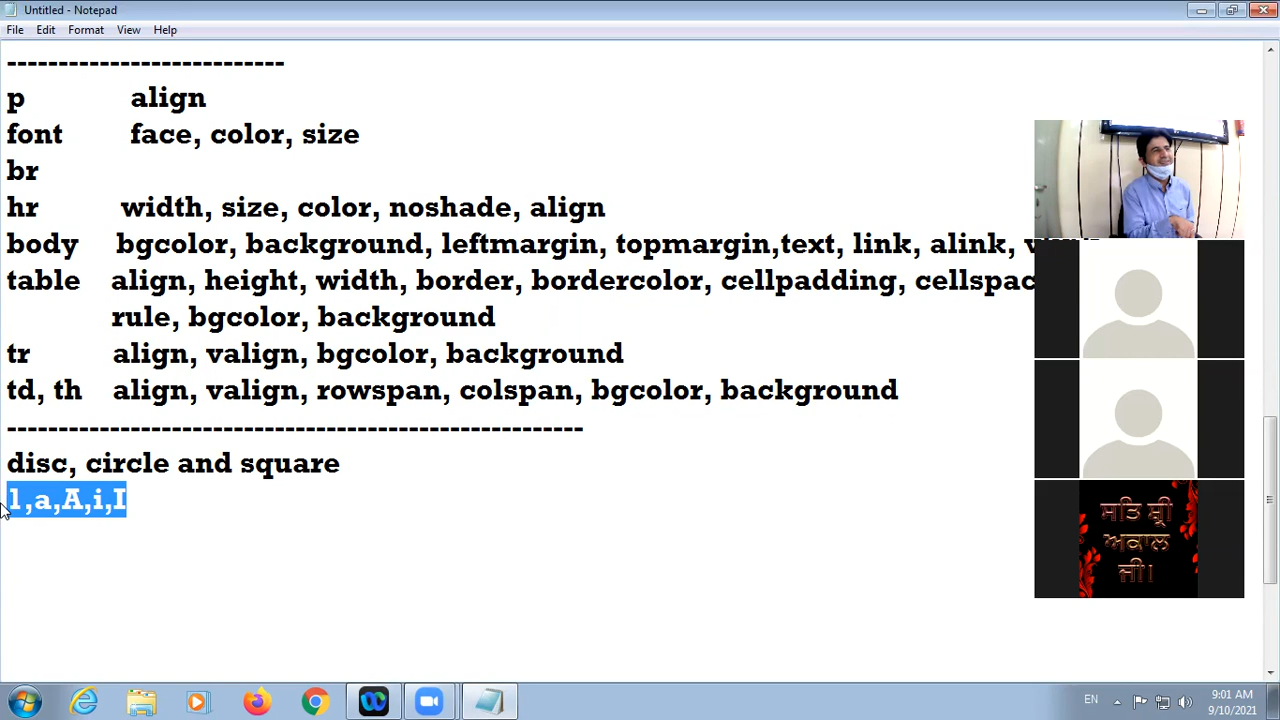 Untitled - Notepad
File Edit Format View Help
---------------------------
p align
font face, color, size
br
hr width, size, color, noshade, align
body bgcolor, background, leftmargin, topmargin,text, link, alink,
table align, height, width, border, bordercolor, cellpadding, cellspac
rule, bgcolor, background
tr align, valign, bgcolor, background
td, th align, valign, rowspan, colspan, bgcolor, background
--------------------------------------------------------
disc, circle and square
1,a,A,i,I
ਸਤਿ ਸ਼੍ਰੀ
ਅਕਾਲ
ਜੀ।
EN
9:01 AM
9/10/2021